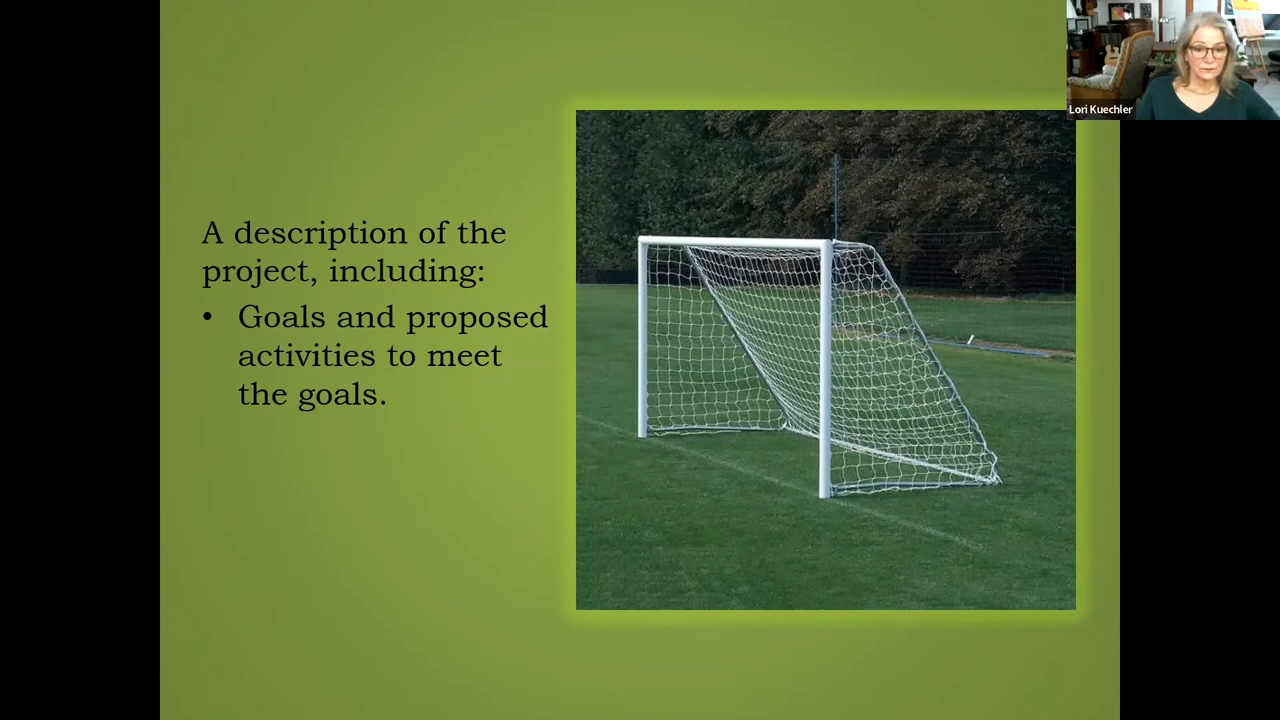 Lori Kuechler
A description of the
project, including:
• Goals and proposed
activities to meet
the goals.